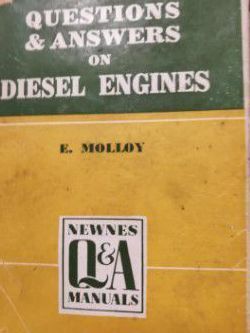 QUESTIONS
& ANSWERS
ON
DIESEL ENGINES
E. MOLLOY
NEWNES
Q&A
MANUALS